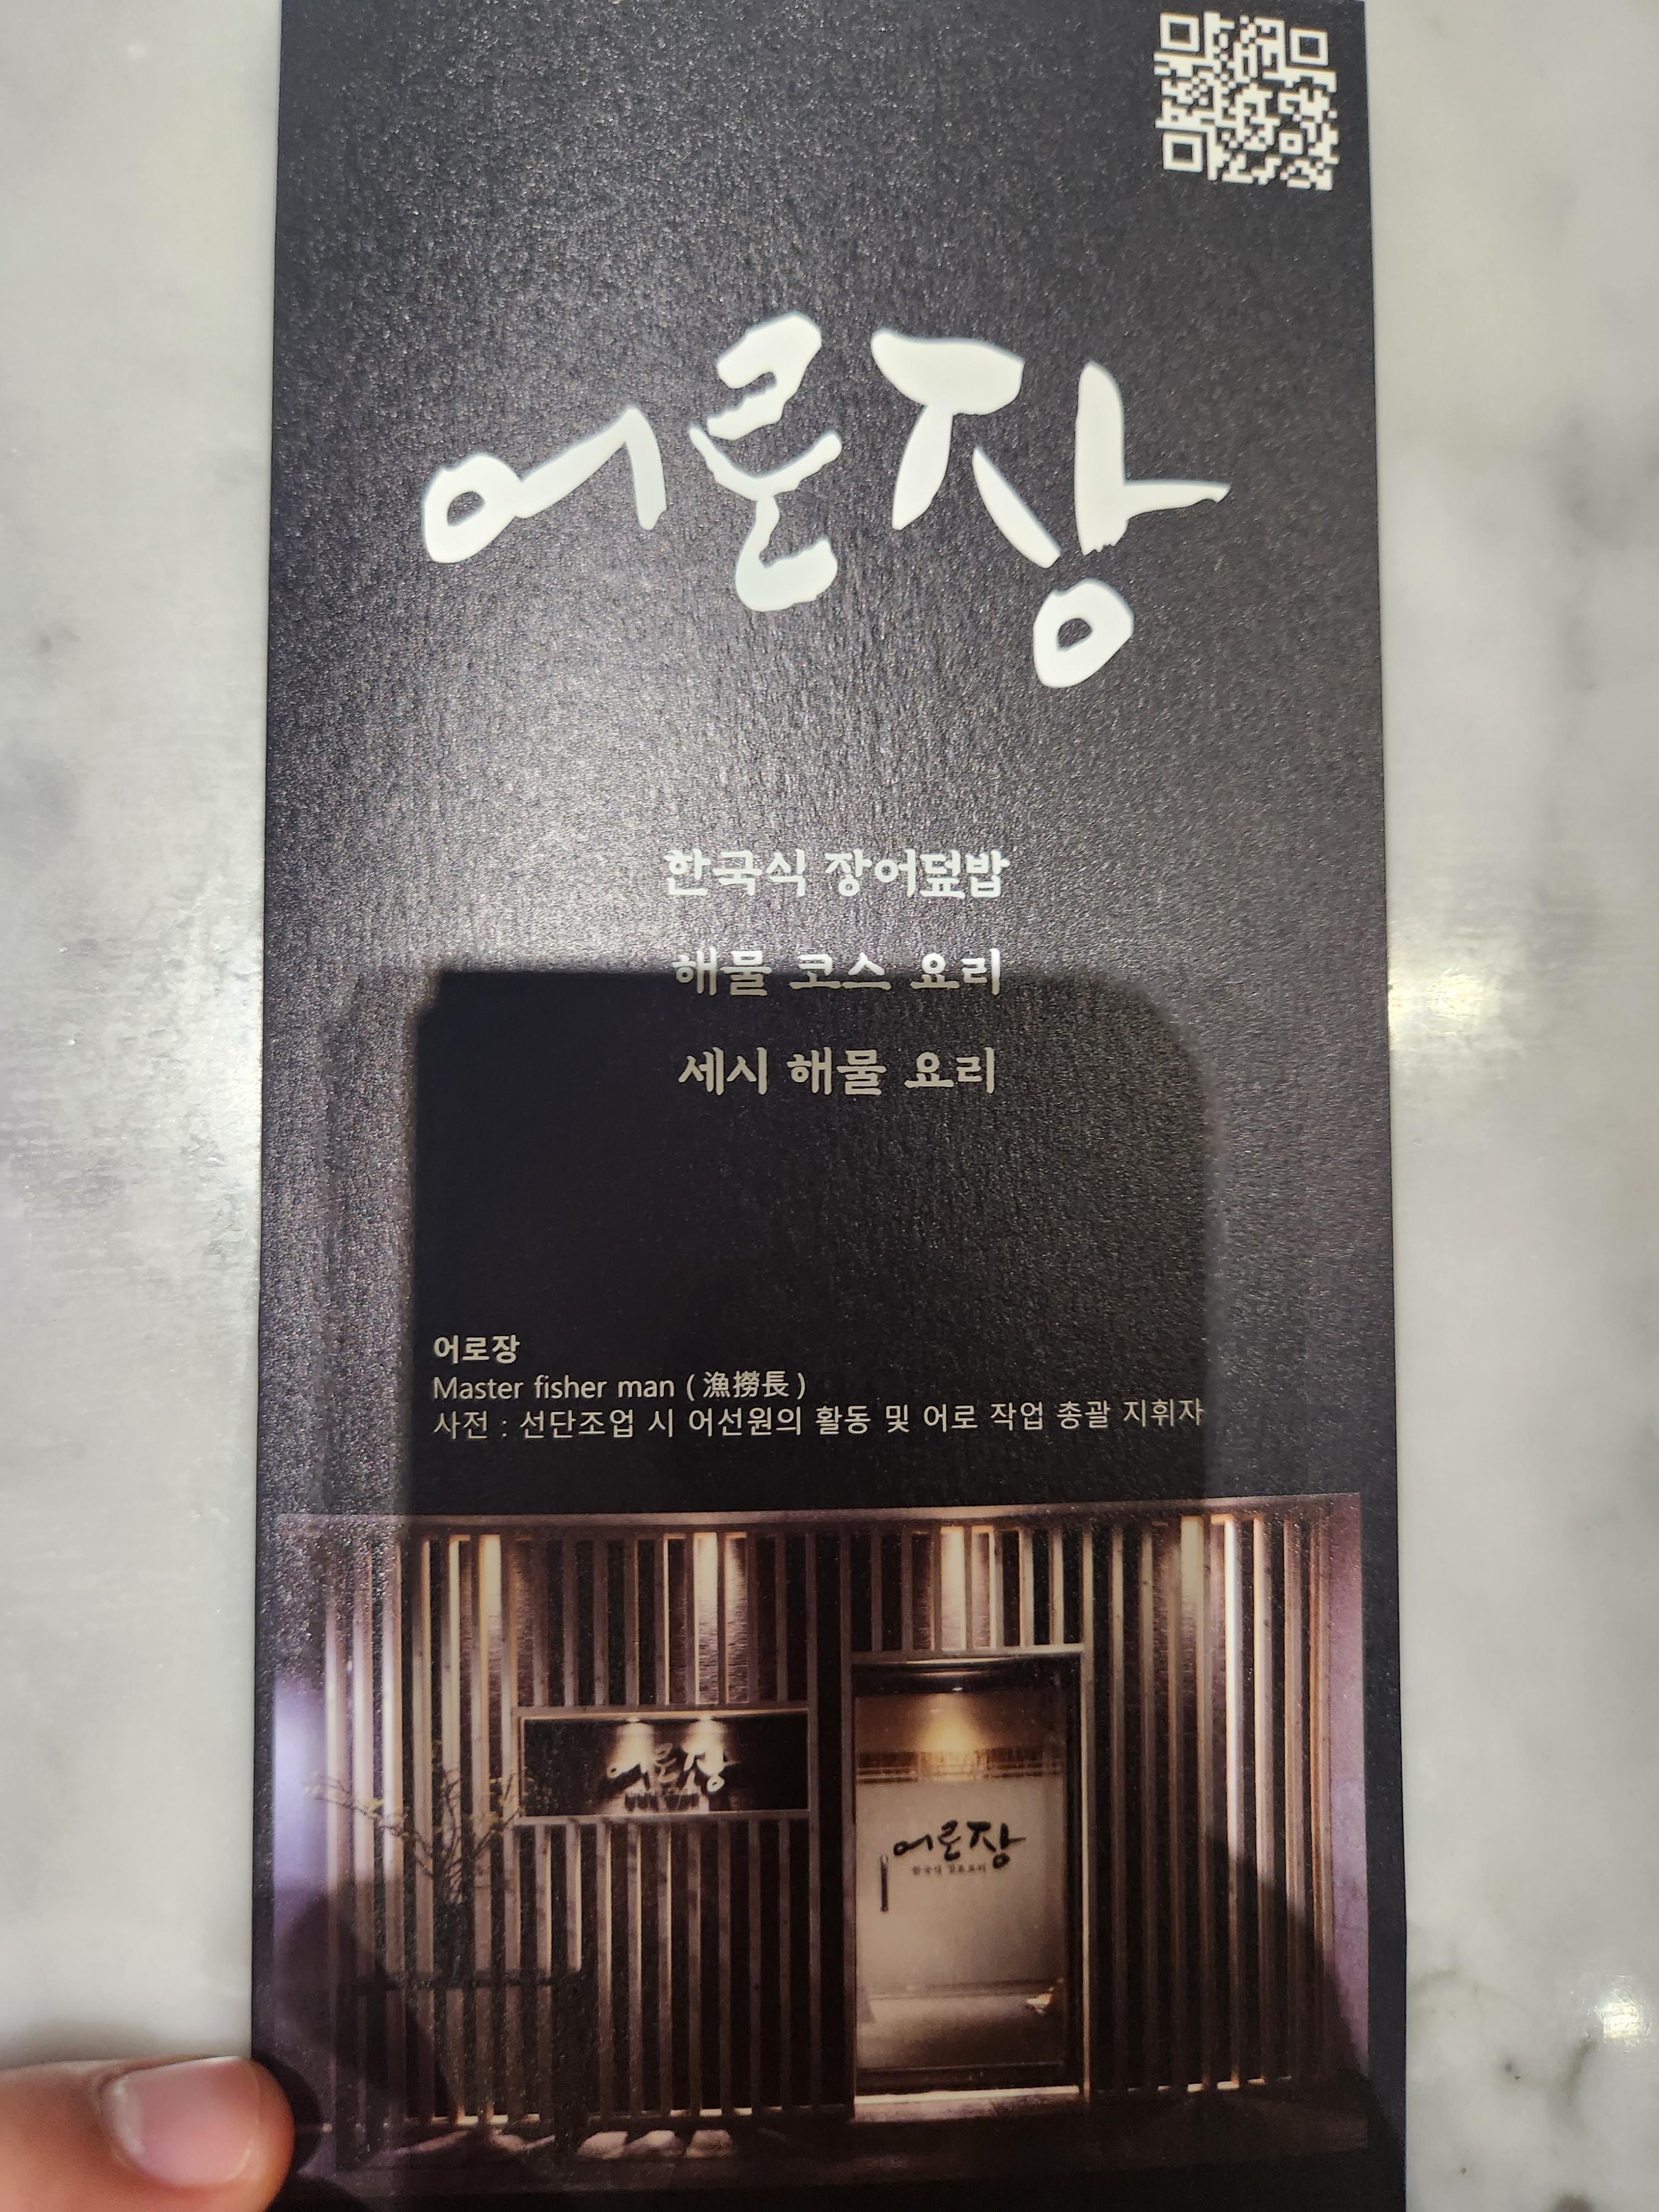 어로장
한국식 장어덮밥
해물 코스 요리
세시 해물 요리
어로장
Master fisher man ( 漁撈長 )
사전 : 선단조업 시 어선원의 활동 및 어로 작업 총괄 지휘자
어로장
어로장